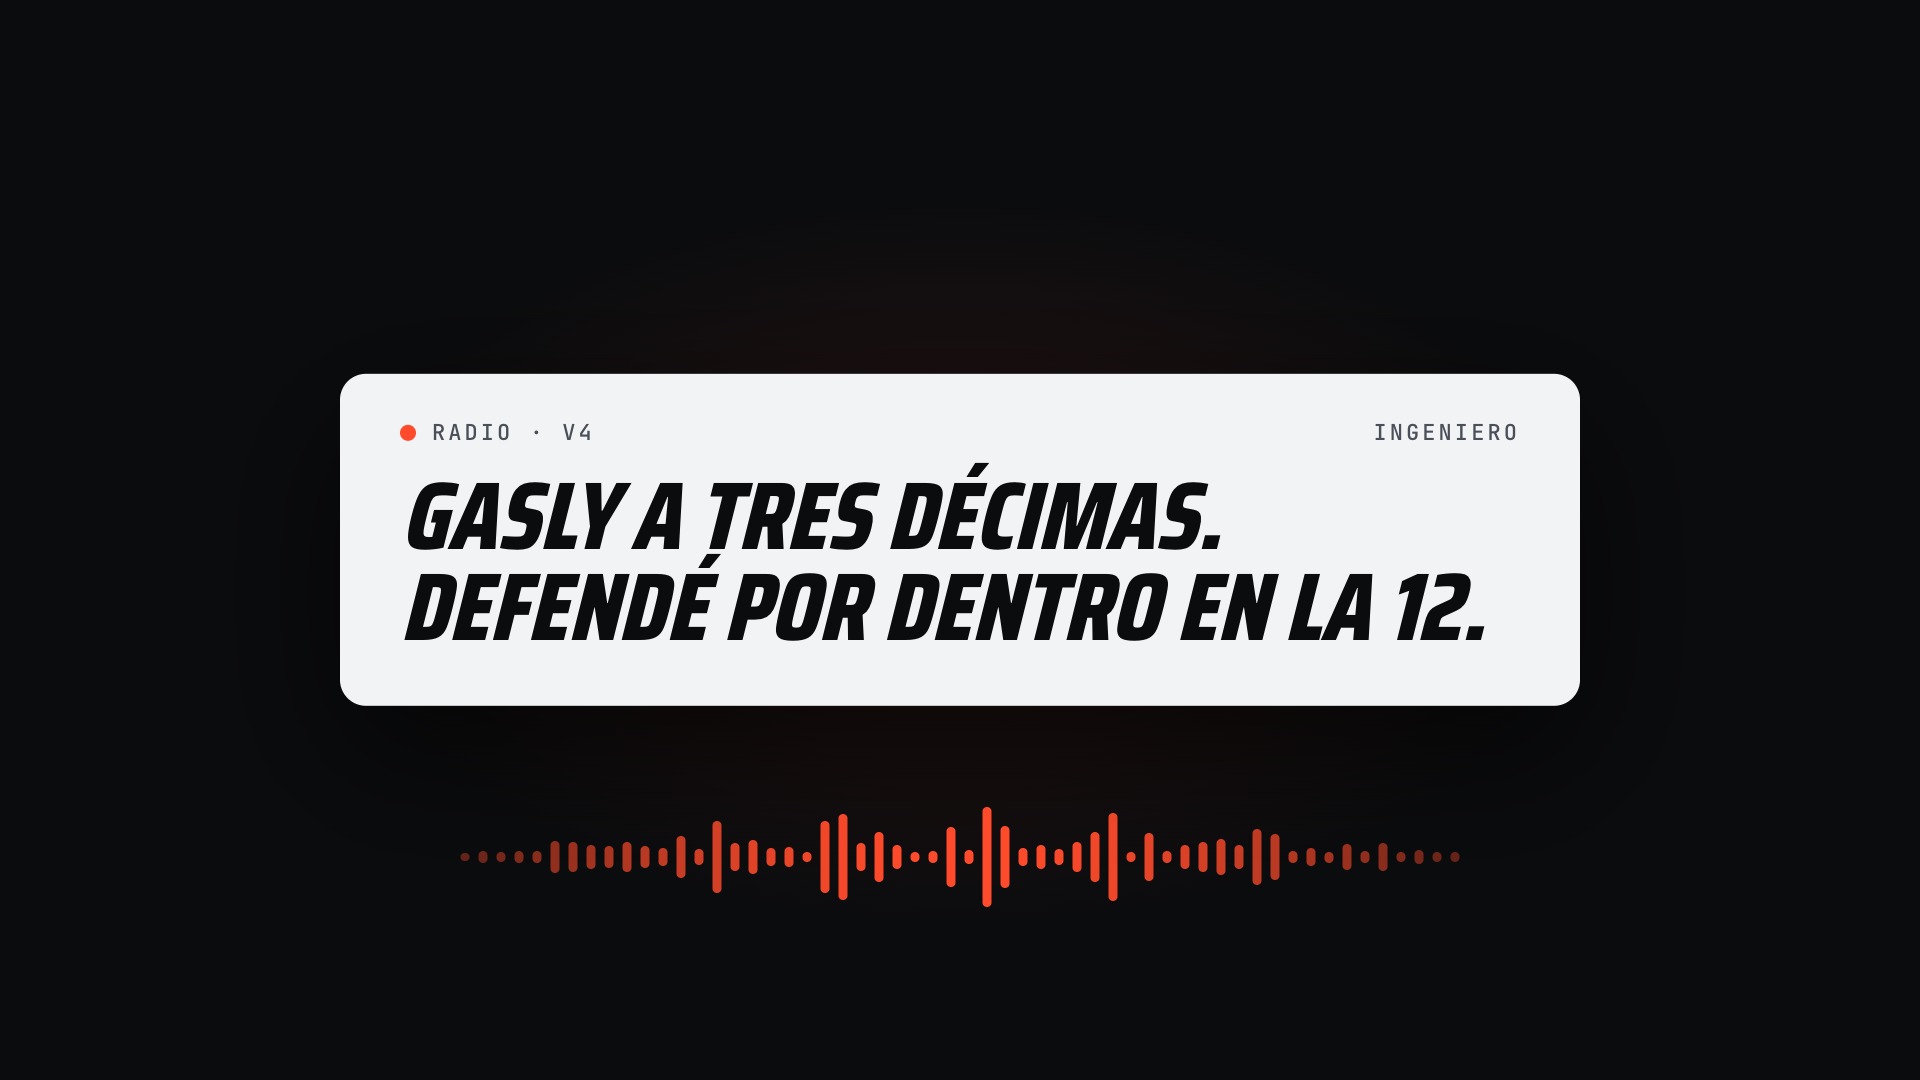 RADIO · V4
INGENIERO
GASLY A TRES DÉCIMAS.
DEFENDÉ POR DENTRO EN LA 12.